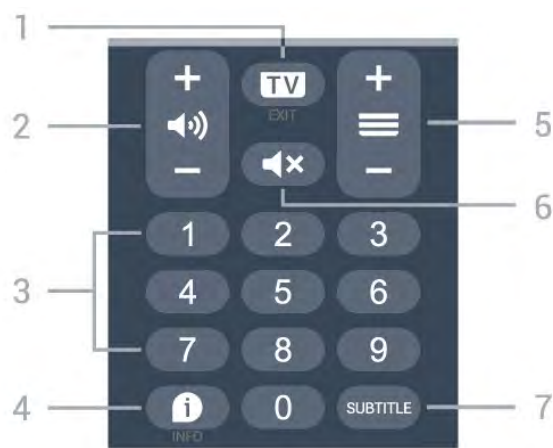 1
+ TV +
EXIT
2 5
- -
6
1 2 3
3
4 5 6
7 8 9
4 i 0 SUBTITLE 7
INFO